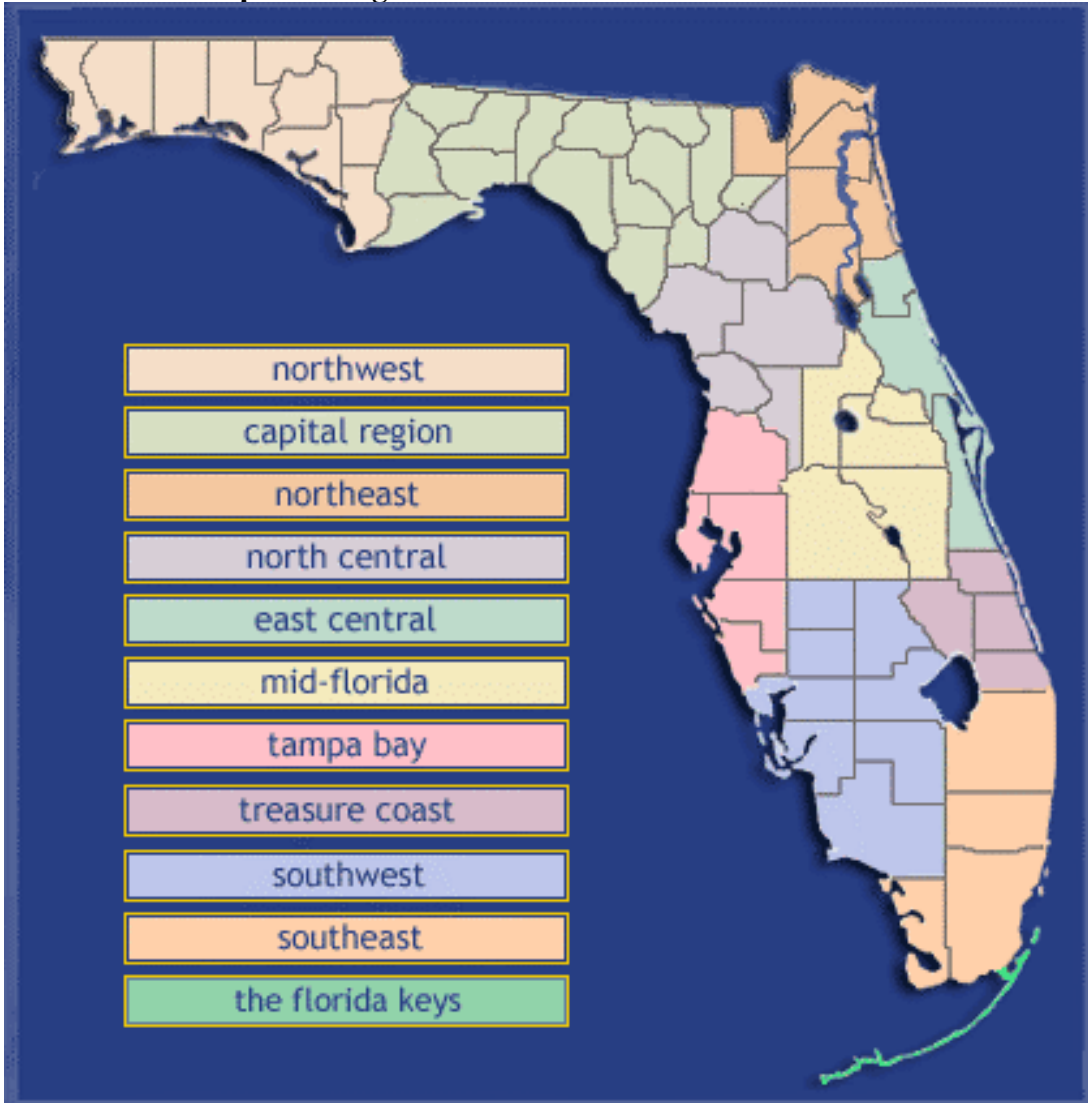 northwest
capital region
northeast
north central
east central
mid-florida
tampa bay
treasure coast
southwest
southeast
the florida keys